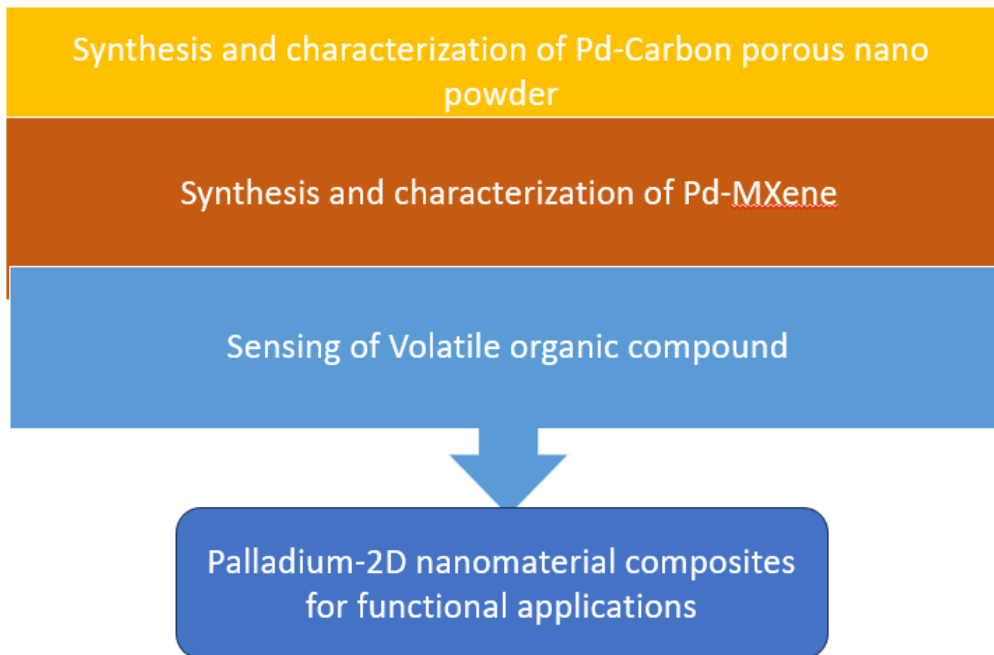 Synthesis and characterization of Pd-Carbon porous nano
powder
Synthesis and characterization of Pd-MXene
Sensing of Volatile organic compound
Palladium-2D nanomaterial composites
for functional applications